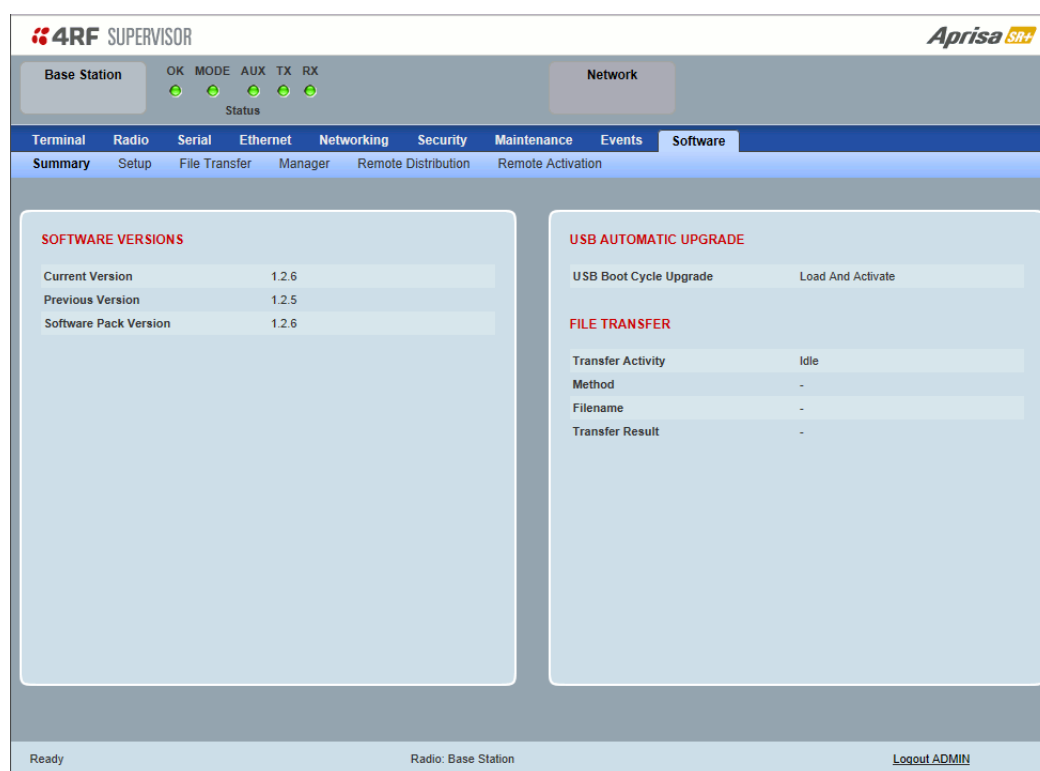 4RF SUPERVISOR
Aprisa SR+
Base Station
OK MODE AUX TX RX
Status
Network
Terminal Radio Serial Ethernet Networking Security Maintenance Events Software
Summary Setup File Transfer Manager Remote Distribution Remote Activation
SOFTWARE VERSIONS
Current Version 1.2.6
Previous Version 1.2.5
Software Pack Version 1.2.6
USB AUTOMATIC UPGRADE
USB Boot Cycle Upgrade Load And Activate
FILE TRANSFER
Transfer Activity Idle
Method -
Filename -
Transfer Result -
Ready
Radio: Base Station
Logout ADMIN